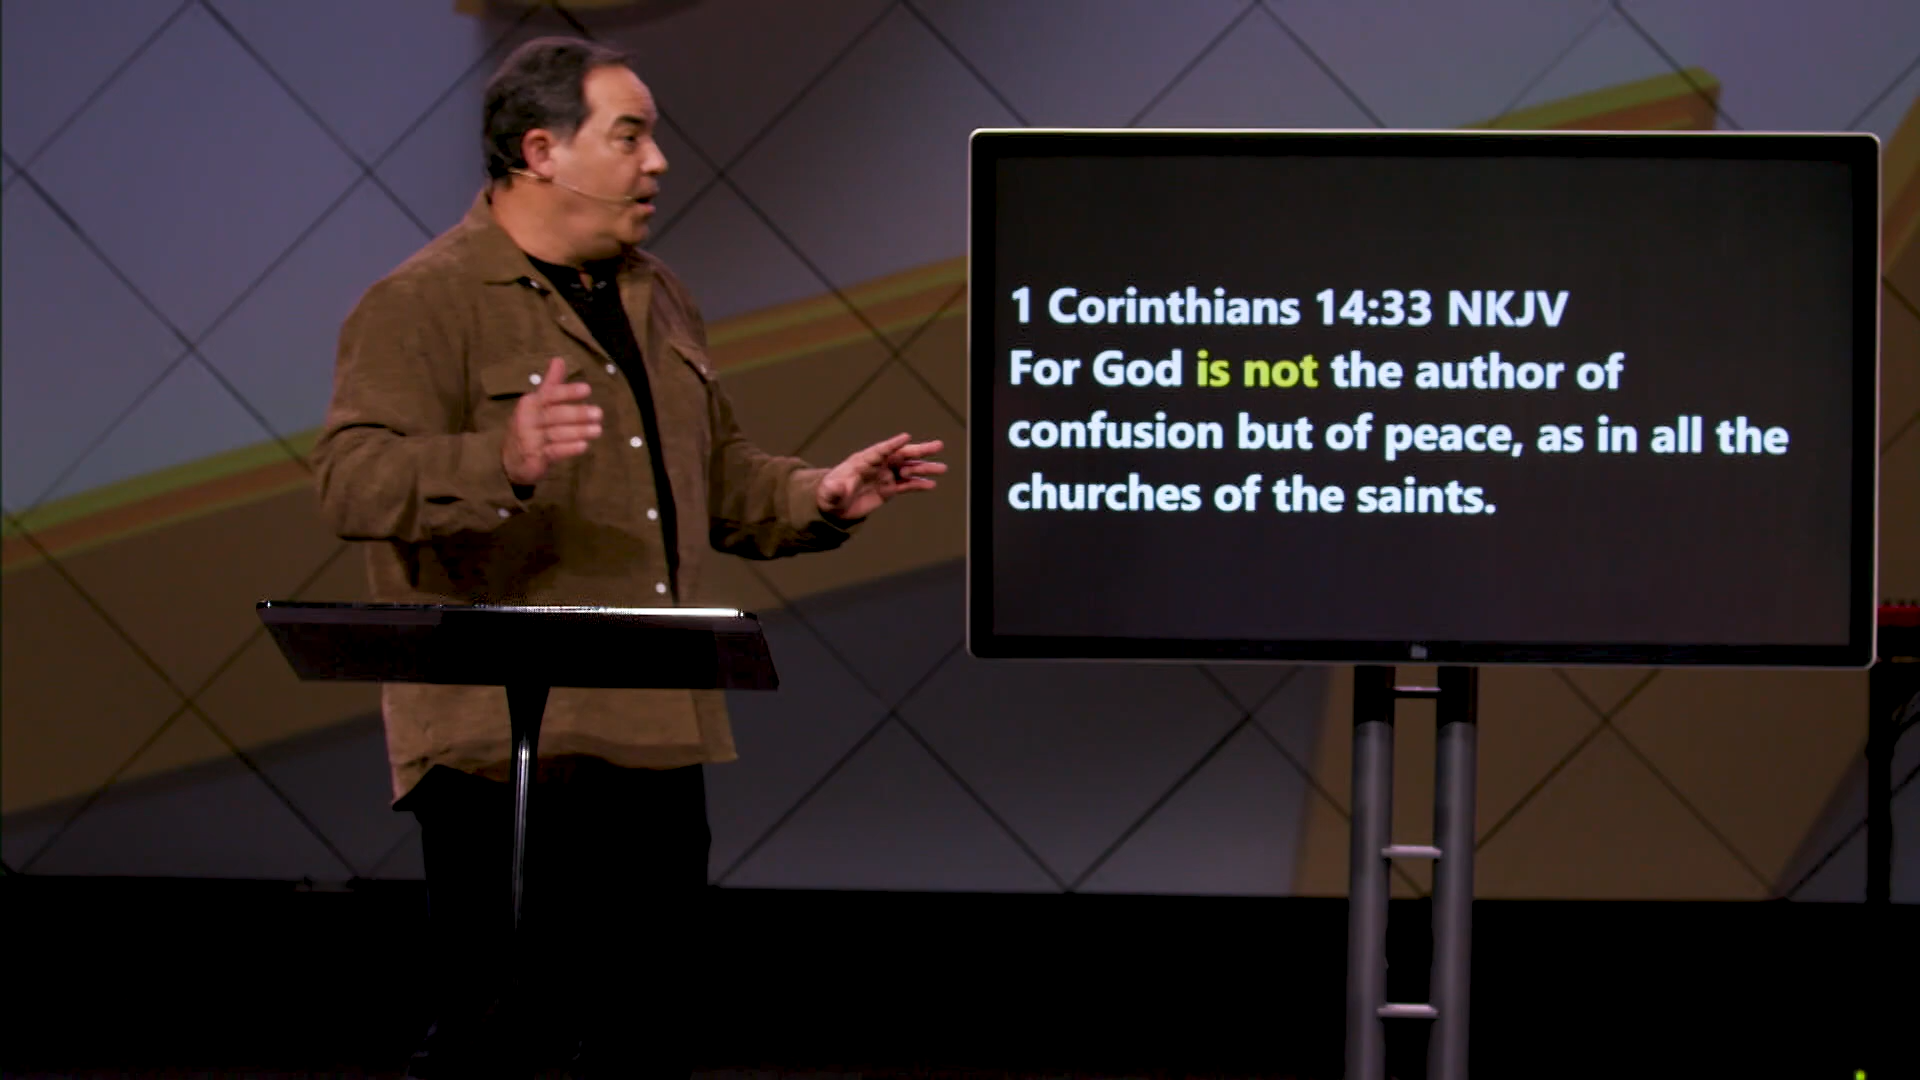 1 Corinthians 14:33 NKJV
For God is not the author of
confusion but of peace, as in all the
churches of the saints.